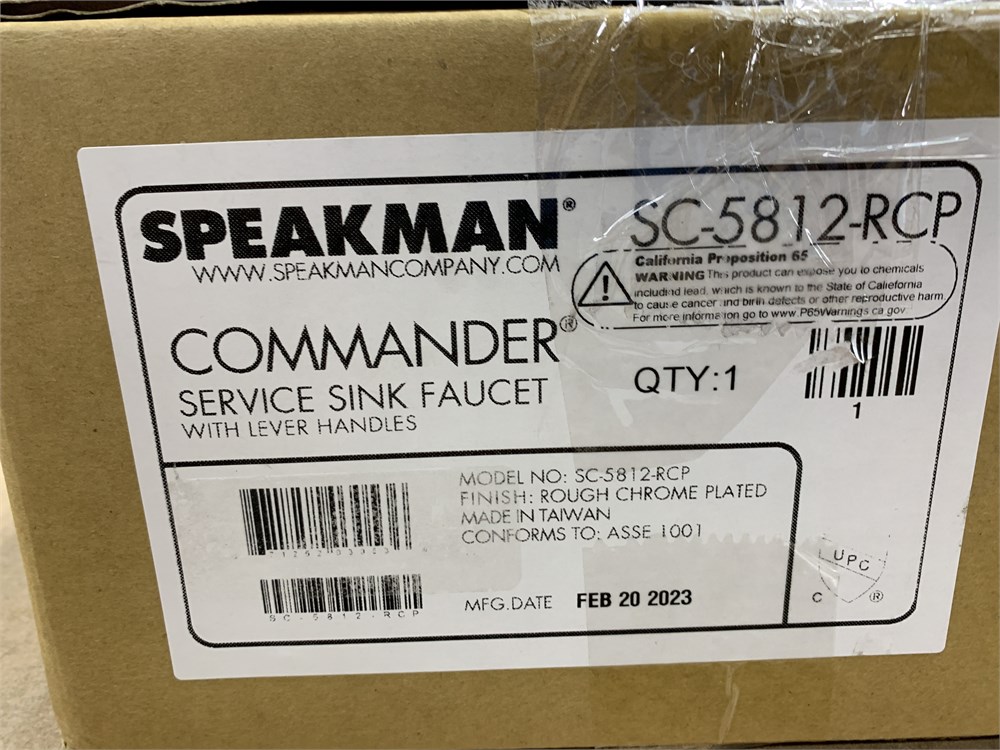 SPEAKMAN®
WWW.SPEAKMANCOMPANY.COM
SC-5812-RCP
California Proposition 65
WARNING This product can expose you to chemicals
includind lead, which is known to the State of Caliefornia
to cause cancer and birth defects or other reproductive harm.
For more information go to www.P65Warnings.ca.gov.
COMMANDER®
SERVICE SINK FAUCET
WITH LEVER HANDLES
QTY:1
1
MODEL NO: SC-5812-RCP
FINISH: ROUGH CHROME PLATED
MADE IN TAIWAN
CONFORMS TO: ASSE 1001
SC-5812-RCP
MFG.DATE FEB 20 2023
UPC
C ®